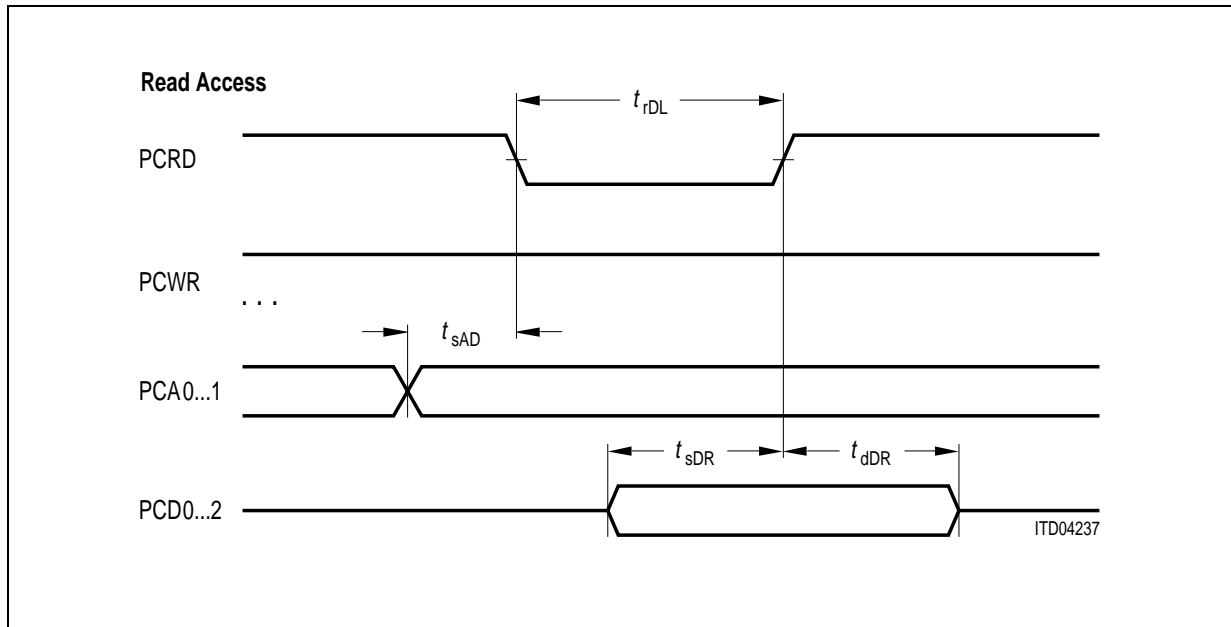 Read Access
t rDL
PCRD
PCWR
. . .
t sAD
PCA0...1
t sDR
t dDR
PCD0...2
ITD04237